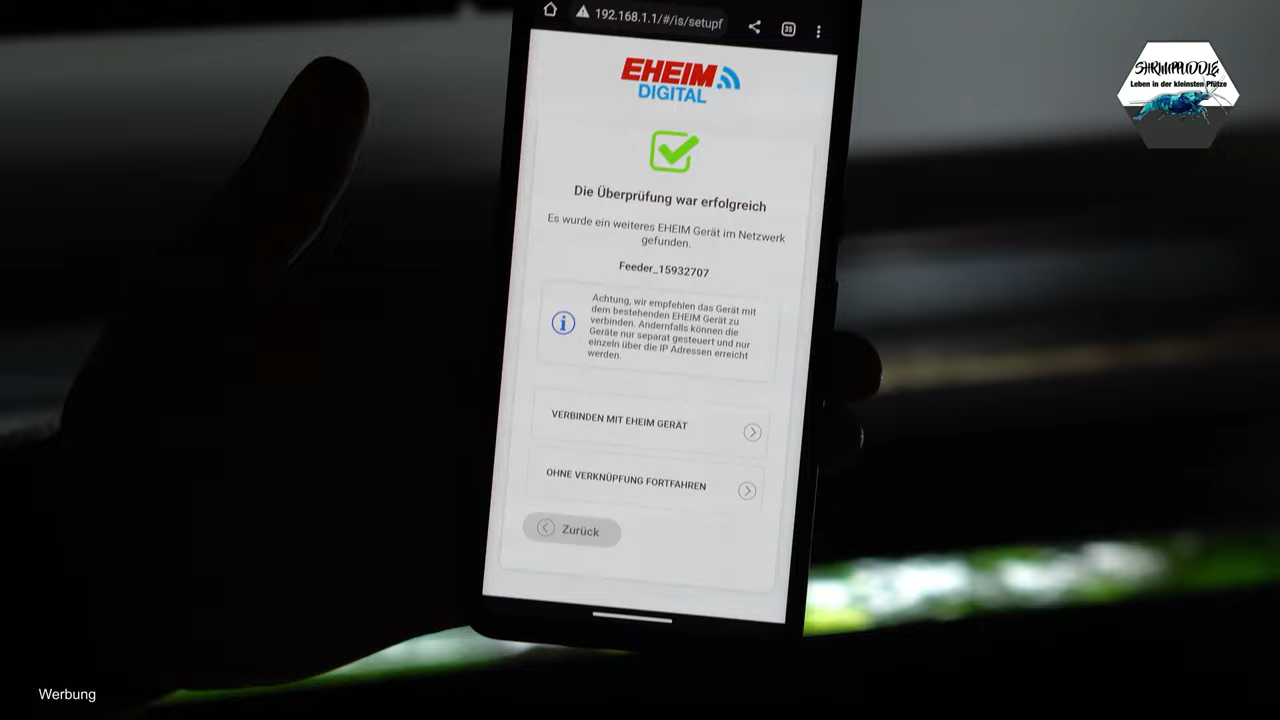 192.168.1.1/#/is/setupf
35
EHEIM
DIGITAL
SHRIMPPUDDLE
Leben in der kleinsten Pfütze
Die Überprüfung war erfolgreich
Es wurde ein weiteres EHEIM Gerät im Netzwerk
gefunden.
Feeder_15932707
Achtung, wir empfehlen das Gerät mit
dem bestehenden EHEIM Gerät zu
verbinden. Andernfalls können die
Geräte nur separat gesteuert und nur
einzeln über die IP Adressen erreicht
werden.
VERBINDEN MIT EHEIM GERÄT
OHNE VERKNÜPFUNG FORTFAHREN
Zurück
Werbung